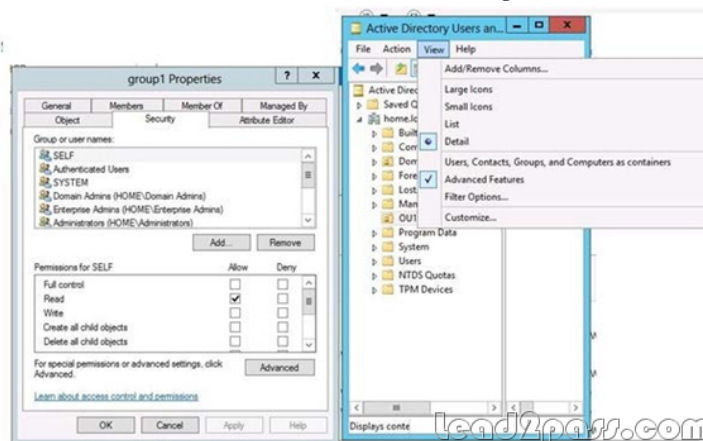 group1 Properties
? X
General Members Member Of Managed By
Object Security Attribute Editor
Group or user names:
SELF
Authenticated Users
SYSTEM
Domain Admins (HOME\Domain Admins)
Enterprise Admins (HOME\Enterprise Admins)
Administrators (HOME\Administrators)
Add... Remove
Permissions for SELF Allow Deny
Full control
Read
Write
Create all child objects
Delete all child objects
For special permissions or advanced settings, click Advanced.
Advanced
Learn about access control and permissions
OK Cancel Apply Help
Active Directory Users an...
File Action View Help
Active Direc
Saved Q
home.lo
Built
Com
Dom
Fore
Lost
Man
OU1
Program Data
System
Users
NTDS Quotas
TPM Devices
Add/Remove Columns...
Large Icons
Small Icons
List
Detail
Users, Contacts, Groups, and Computers as containers
Advanced Features
Filter Options...
Customize...
Displays conte
Lead2pass.com